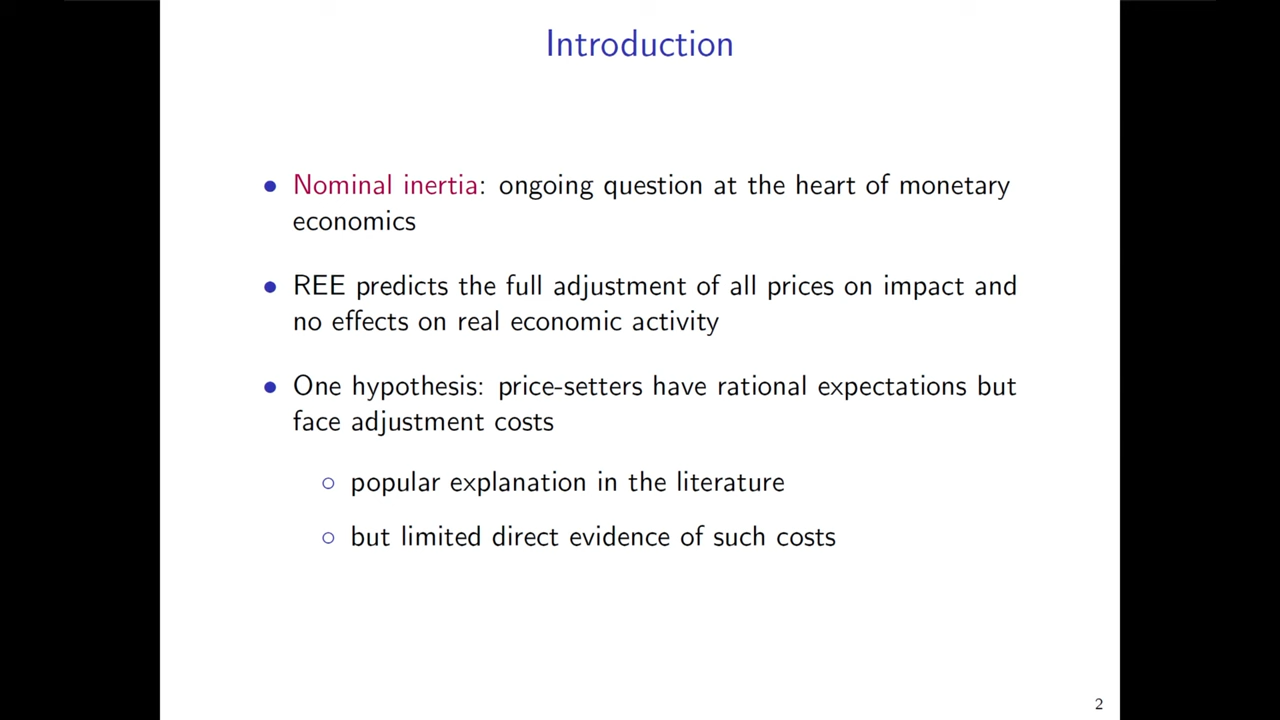 Introduction
• Nominal inertia: ongoing question at the heart of monetary
economics
• REE predicts the full adjustment of all prices on impact and
no effects on real economic activity
• One hypothesis: price-setters have rational expectations but
face adjustment costs
○ popular explanation in the literature
○ but limited direct evidence of such costs
2